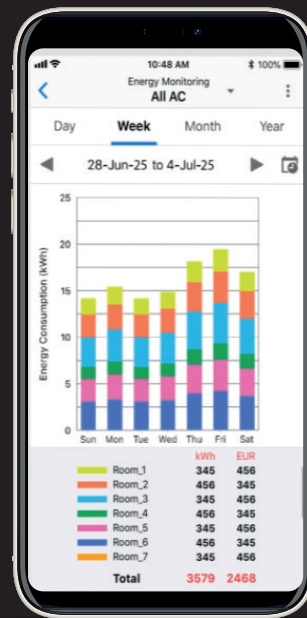 10:48 AM
100%
Energy Monitoring
All AC
Day Week Month Year
28-Jun-25 to 4-Jul-25
25
20
15
10
5
0
Energy Consumption (kWh)
Sun Mon Tue Wed Thu Fri Sat
kWh EUR
Room_1 345 456
Room_2 456 345
Room_3 345 456
Room_4 456 345
Room_5 345 456
Room_6 456 345
Room_7 345 456
Total 3579 2468